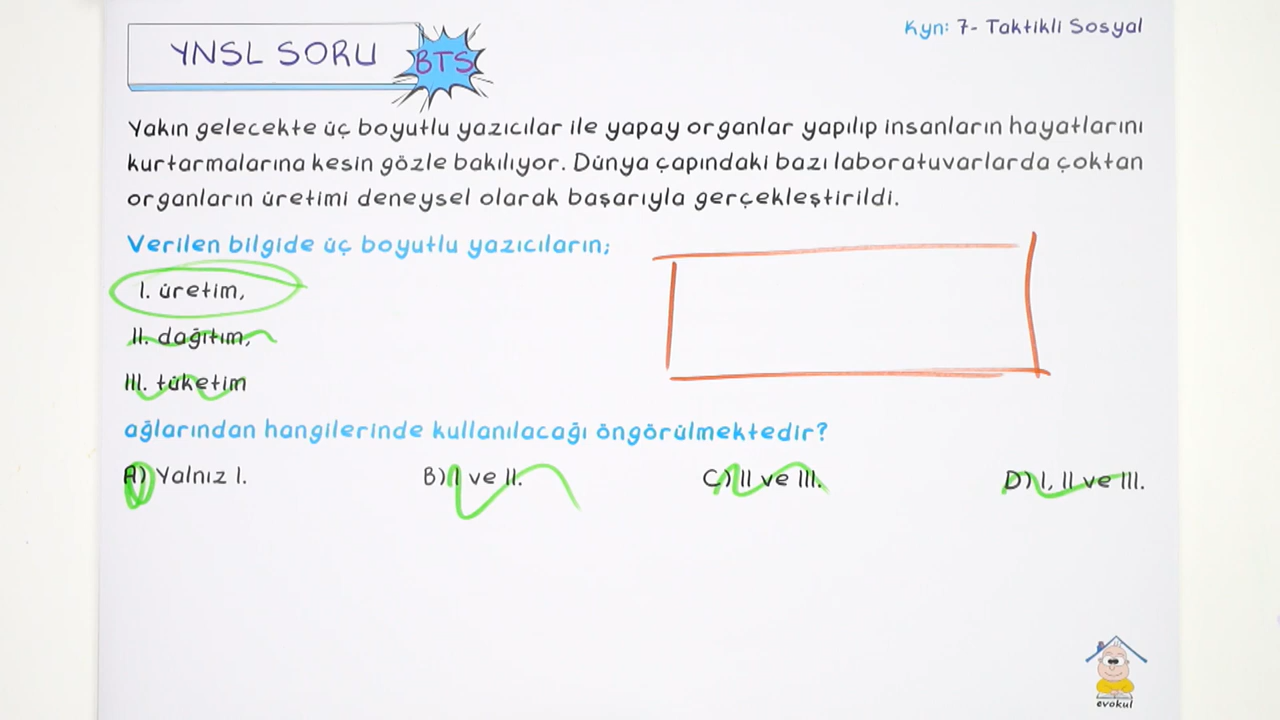 YNSL SORU
BTS
Kyn: 7- Taktikli Sosyal
Yakın gelecekte üç boyutlu yazıcılar ile yapay organlar yapılıp insanların hayatlarını
kurtarmalarına kesin gözle bakılıyor. Dünya çapındaki bazı laboratuvarlarda çoktan
organların üretimi deneysel olarak başarıyla gerçekleştirildi.
Verilen bilgide üç boyutlu yazıcıların;
I. üretim,
II. dağıtım,
III. tüketim
ağlarından hangilerinde kullanılacağı öngörülmektedir?
A) Yalnız I.
B) I ve II.
C) II ve III.
D) I, II ve III.
evokul